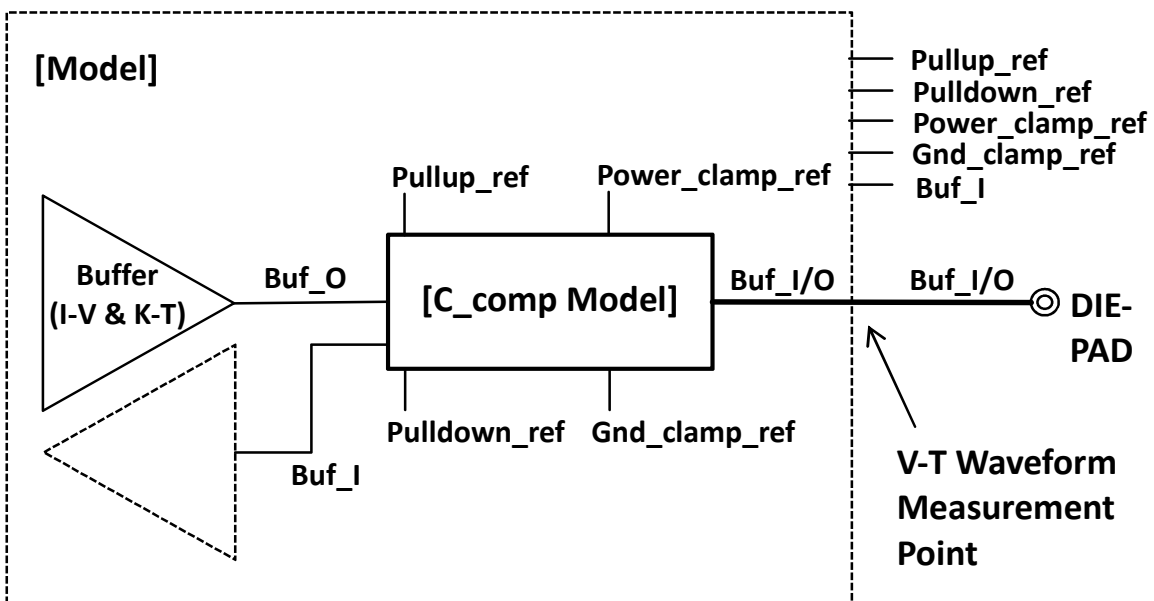 [Model]
Pullup_ref
Pulldown_ref
Power_clamp_ref
Gnd_clamp_ref
Buf_I
Pullup_ref
Power_clamp_ref
Buffer
(I-V & K-T)
Buf_O
[C_comp Model]
Buf_I/O
Buf_I/O
DIE-
PAD
Pulldown_ref
Gnd_clamp_ref
Buf_I
V-T Waveform
Measurement
Point